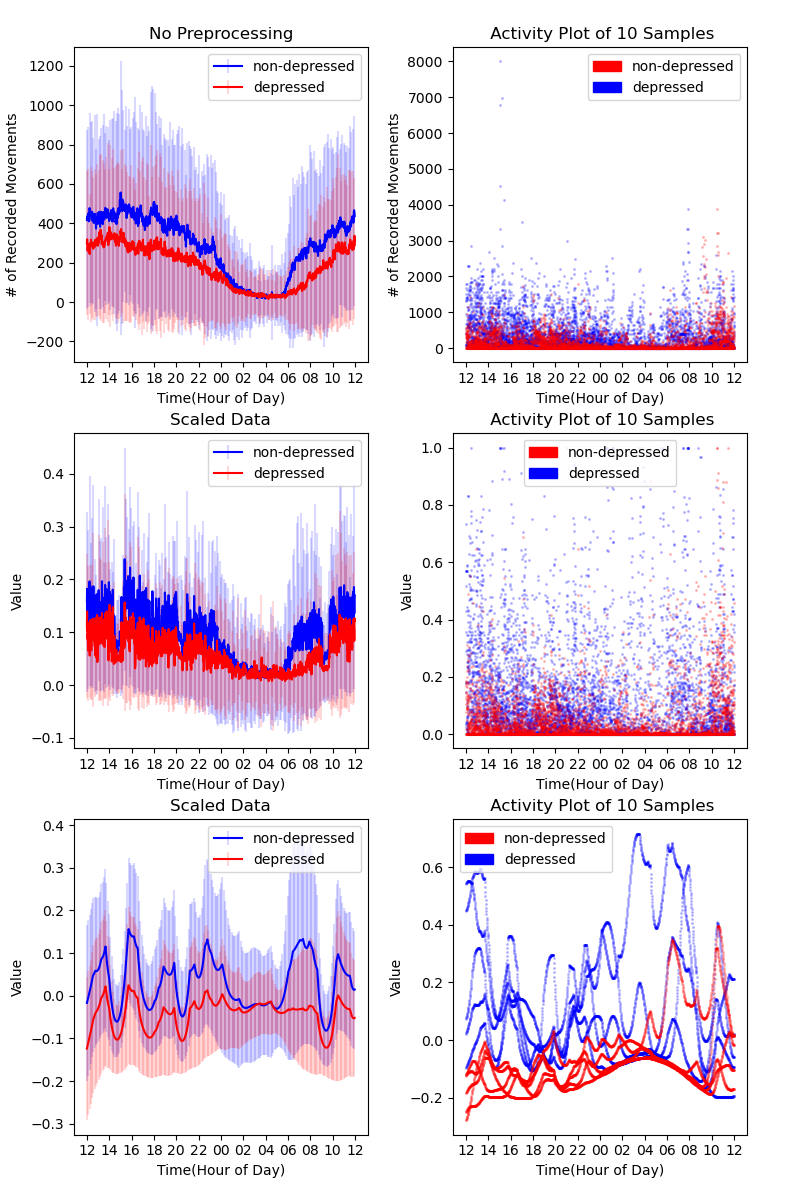 No Preprocessing
# of Recorded Movements
1200
1000
800
600
400
200
0
−200
non-depressed
depressed
12 14 16 18 20 22 00 02 04 06 08 10 12
Time(Hour of Day)
Activity Plot of 10 Samples
# of Recorded Movements
8000
7000
6000
5000
4000
3000
2000
1000
0
non-depressed
depressed
12 14 16 18 20 22 00 02 04 06 08 10 12
Time(Hour of Day)
Scaled Data
Value
0.4
0.3
0.2
0.1
0.0
−0.1
non-depressed
depressed
12 14 16 18 20 22 00 02 04 06 08 10 12
Time(Hour of Day)
Activity Plot of 10 Samples
Value
1.0
0.8
0.6
0.4
0.2
0.0
non-depressed
depressed
12 14 16 18 20 22 00 02 04 06 08 10 12
Time(Hour of Day)
Scaled Data
Value
0.4
0.3
0.2
0.1
0.0
−0.1
−0.2
−0.3
non-depressed
depressed
12 14 16 18 20 22 00 02 04 06 08 10 12
Time(Hour of Day)
Activity Plot of 10 Samples
Value
0.6
0.4
0.2
0.0
−0.2
non-depressed
depressed
12 14 16 18 20 22 00 02 04 06 08 10 12
Time(Hour of Day)